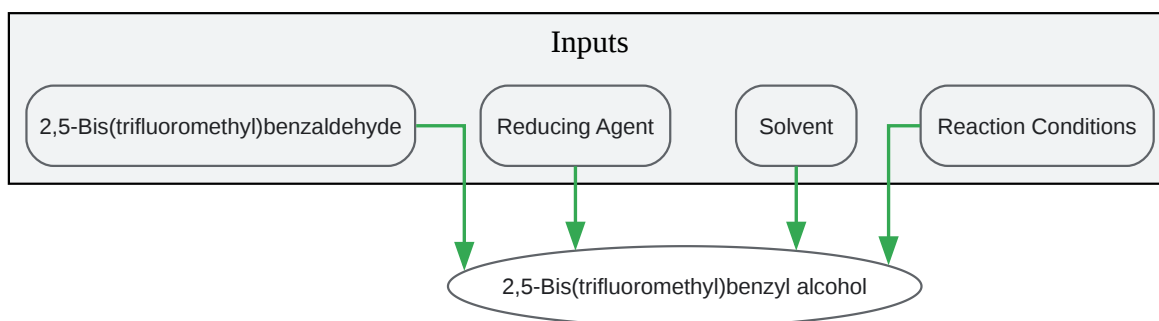 Inputs
2,5-Bis(trifluoromethyl)benzaldehyde
Reducing Agent
Solvent
Reaction Conditions
2,5-Bis(trifluoromethyl)benzyl alcohol